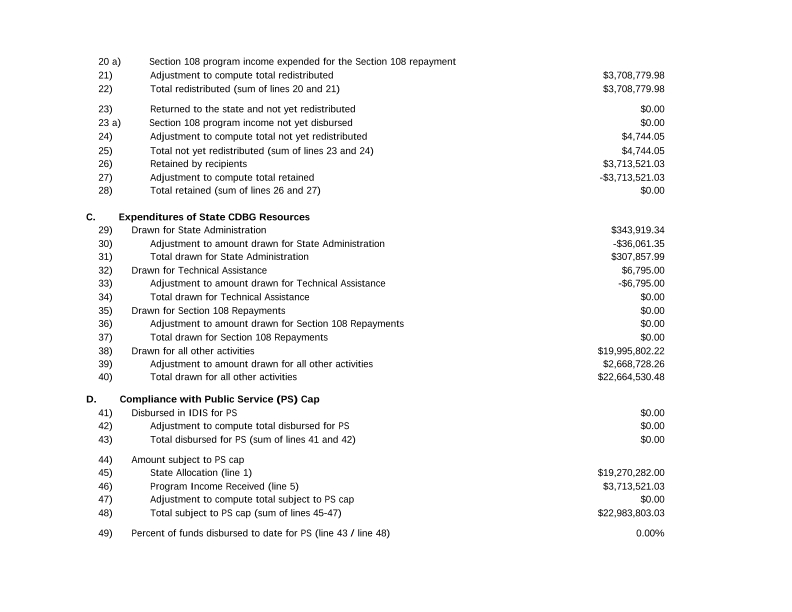 20 a) Section 108 program income expended for the Section 108 repayment
21) Adjustment to compute total redistributed $3,708,779.98
22) Total redistributed (sum of lines 20 and 21) $3,708,779.98
23) Returned to the state and not yet redistributed $0.00
23 a) Section 108 program income not yet disbursed $0.00
24) Adjustment to compute total not yet redistributed $4,744.05
25) Total not yet redistributed (sum of lines 23 and 24) $4,744.05
26) Retained by recipients $3,713,521.03
27) Adjustment to compute total retained -$3,713,521.03
28) Total retained (sum of lines 26 and 27) $0.00
C. Expenditures of State CDBG Resources
29) Drawn for State Administration $343,919.34
30) Adjustment to amount drawn for State Administration -$36,061.35
31) Total drawn for State Administration $307,857.99
32) Drawn for Technical Assistance $6,795.00
33) Adjustment to amount drawn for Technical Assistance -$6,795.00
34) Total drawn for Technical Assistance $0.00
35) Drawn for Section 108 Repayments $0.00
36) Adjustment to amount drawn for Section 108 Repayments $0.00
37) Total drawn for Section 108 Repayments $0.00
38) Drawn for all other activities $19,995,802.22
39) Adjustment to amount drawn for all other activities $2,668,728.26
40) Total drawn for all other activities $22,664,530.48
D. Compliance with Public Service (PS) Cap
41) Disbursed in IDIS for PS $0.00
42) Adjustment to compute total disbursed for PS $0.00
43) Total disbursed for PS (sum of lines 41 and 42) $0.00
44) Amount subject to PS cap
45) State Allocation (line 1) $19,270,282.00
46) Program Income Received (line 5) $3,713,521.03
47) Adjustment to compute total subject to PS cap $0.00
48) Total subject to PS cap (sum of lines 45-47) $22,983,803.03
49) Percent of funds disbursed to date for PS (line 43 / line 48) 0.00%